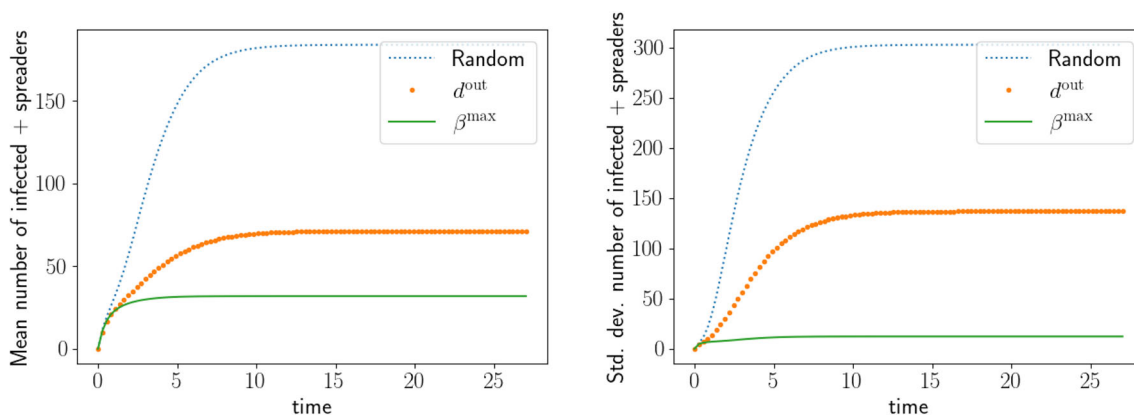 Mean number of infected + spreaders
150
100
50
0
0 5 10 15 20 25
time
Random
d^out
β^max
Std. dev. number of infected + spreaders
300
250
200
150
100
50
0
0 5 10 15 20 25
time
Random
d^out
β^max